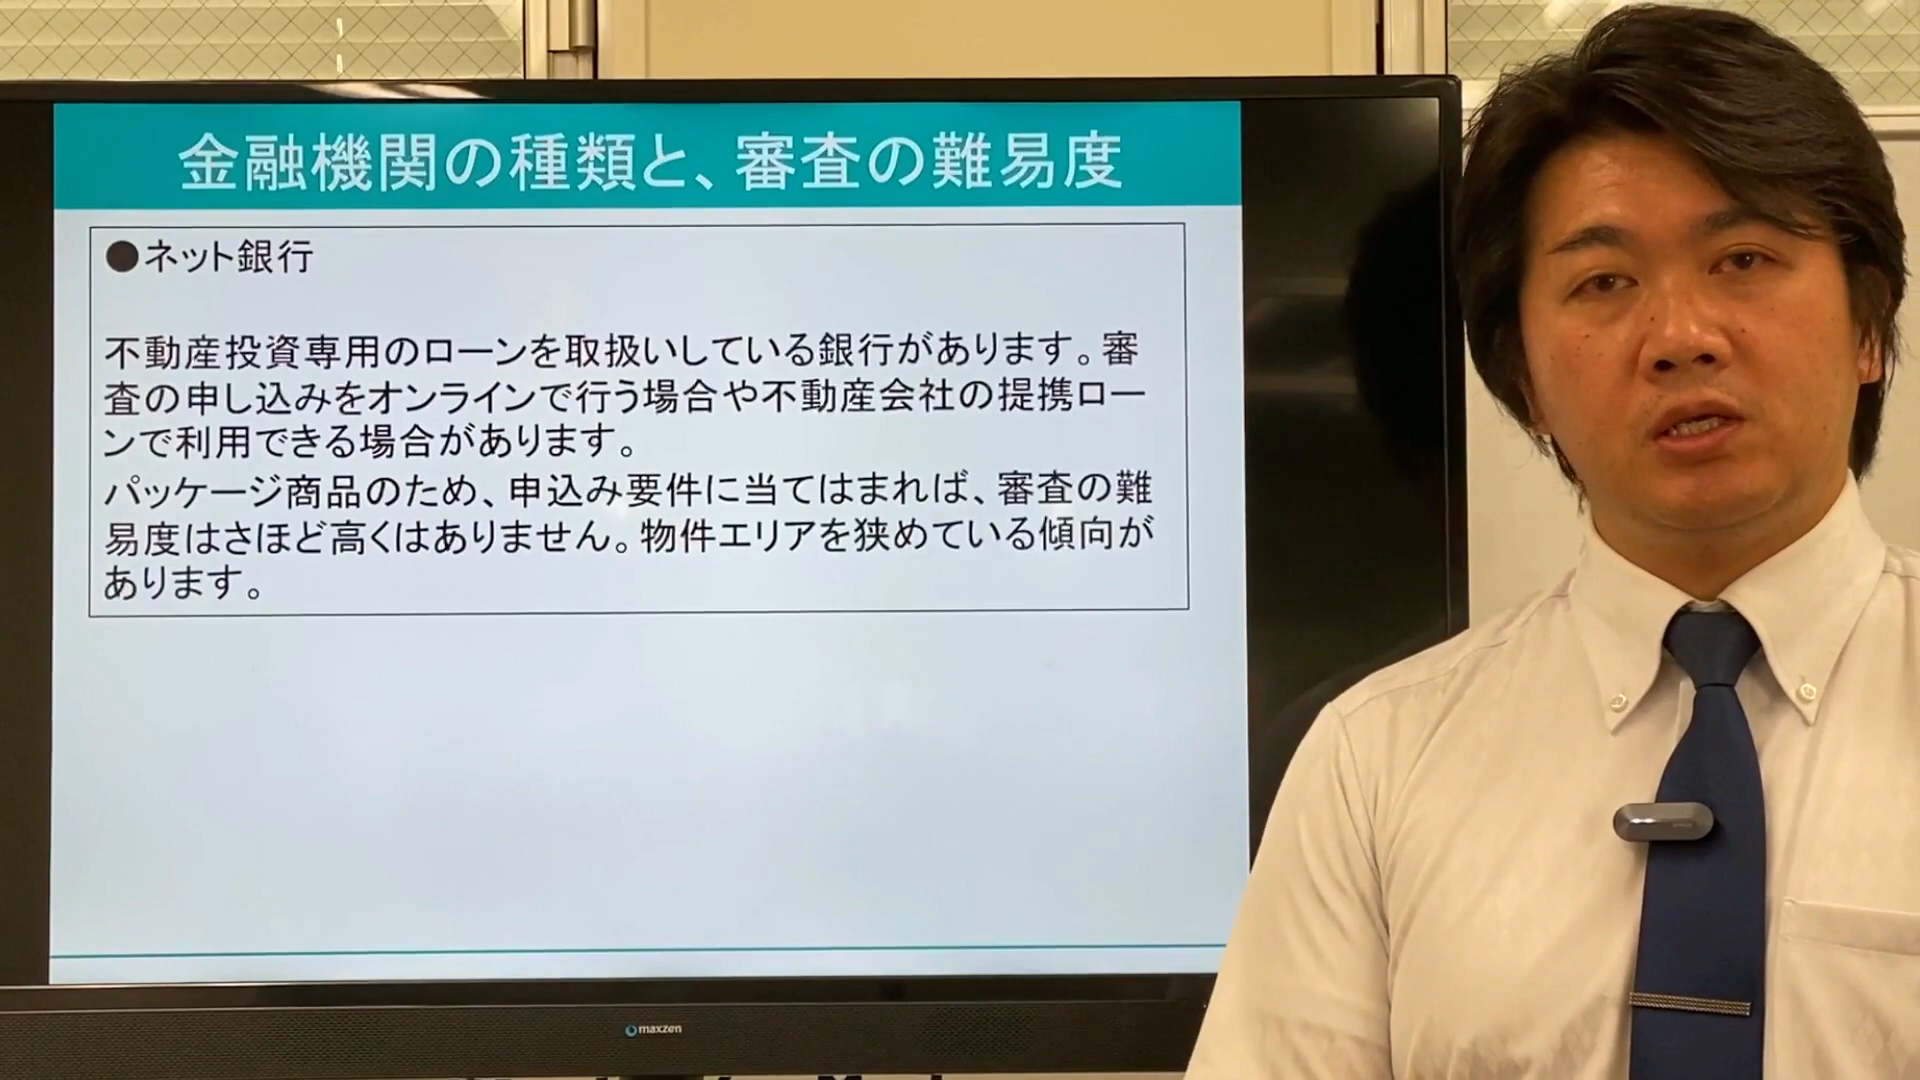 金融機関の種類と、審査の難易度
●ネット銀行
不動産投資専用のローンを取扱いしている銀行があります。審
査の申し込みをオンラインで行う場合や不動産会社の提携ロー
ンで利用できる場合があります。
パッケージ商品のため、申込み要件に当てはまれば、審査の難
易度はさほど高くはありません。物件エリアを狭めている傾向が
あります。
maxzen